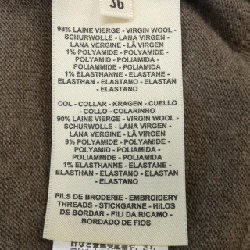 36
98% LAINE VIERGE - VIRGIN WOOL -
SCHURWOLLE - LANA VIRGEN -
LANA VERGINE - LÃ VIRGEM
1% POLYAMIDE - POLYAMIDE -
POLYAMID - POLIAMIDA -
POLIAMMIDE - POLIAMIDA
1% ELASTHANNE - ELASTANE -
ELASTHAN - ELASTANO -
ELASTAN - ELASTANO
COL - COLLAR - KRAGEN - CUELLO
COLLO - COLARINHO
90% LAINE VIERGE - VIRGIN WOOL -
SCHURWOLLE - LANA VIRGEN -
LANA VERGINE - LÃ VIRGEM
9% POLYAMIDE - POLYAMIDE -
POLYAMID - POLIAMIDA -
POLIAMMIDE - POLIAMIDA
1% ELASTHANNE - ELASTANE -
ELASTHAN - ELASTANO -
ELASTAN - ELASTANO
FILS DE BRODERIE - EMBROIDERY
THREADS - STICKGARNE - HILOS
DE BORDAR - FILI DA RICAMO -
BORDADO DE FIOS